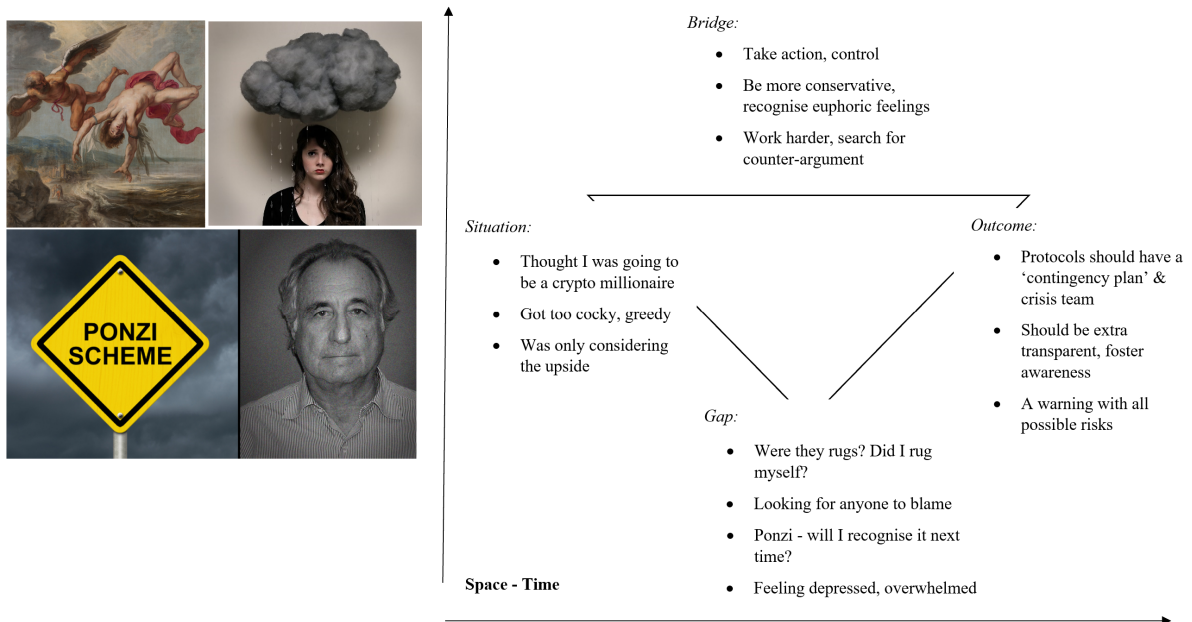 PONZI
SCHEME
Bridge:
• Take action, control
• Be more conservative,
recognise euphoric feelings
• Work harder, search for
counter-argument
Situation:
• Thought I was going to
be a crypto millionaire
• Got too cocky, greedy
• Was only considering
the upside
Outcome:
• Protocols should have a
‘contingency plan’ &
crisis team
• Should be extra
transparent, foster
awareness
• A warning with all
possible risks
Gap:
• Were they rugs? Did I rug
myself?
• Looking for anyone to blame
• Ponzi - will I recognise it next
time?
• Feeling depressed, overwhelmed
Space - Time